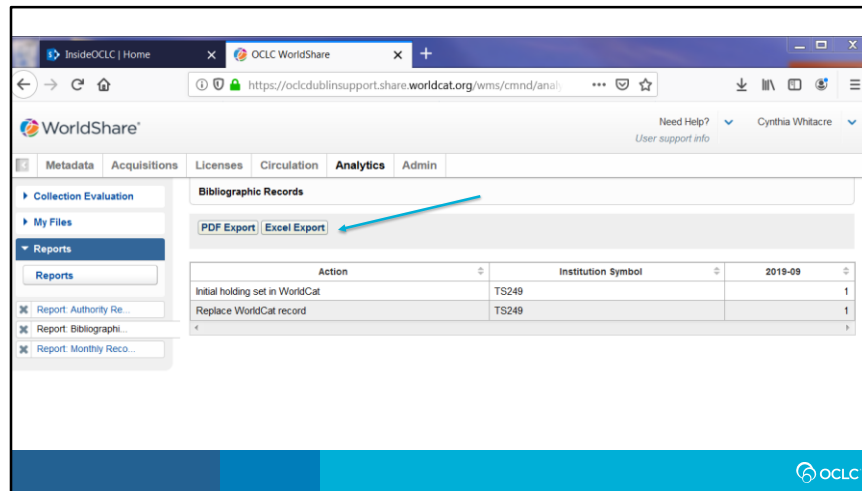 InsideOCLC | Home
OCLC WorldShare
https://oclcdublinsupport.share.worldcat.org/wms/cmnd/analy
WorldShare®
Need Help?
User support info
Cynthia Whitacre
Metadata Acquisitions Licenses Circulation Analytics Admin
Collection Evaluation
My Files
Reports
Reports
Report: Authority Re...
Report: Bibliographi...
Report: Monthly Reco...
Bibliographic Records
PDF Export Excel Export
Action Institution Symbol 2019-09
Initial holding set in WorldCat TS249 1
Replace WorldCat record TS249 1
OCLC